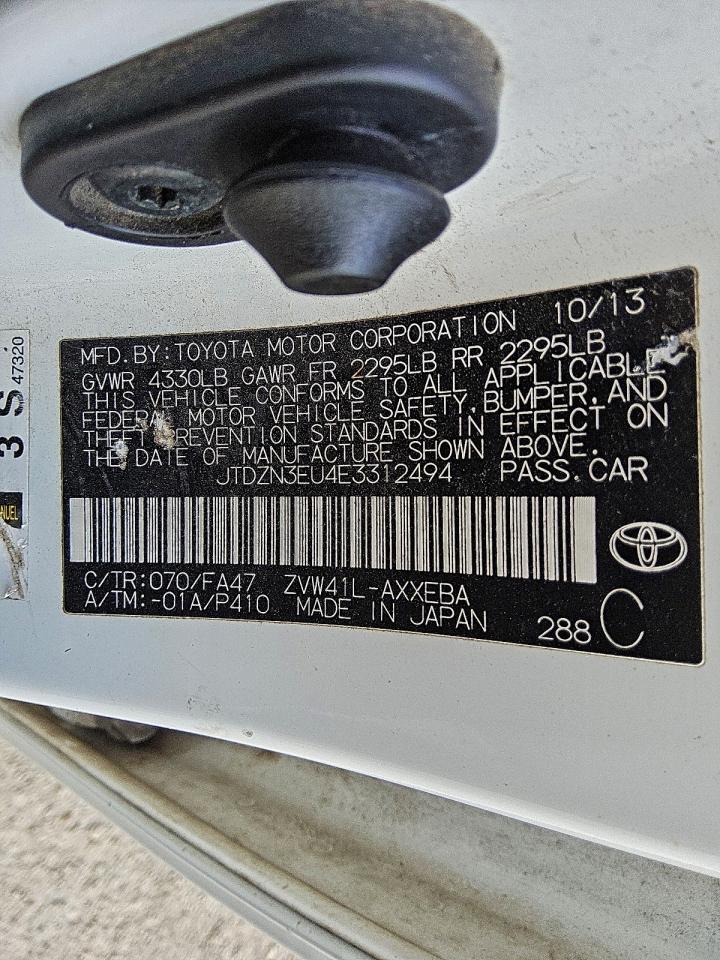 MFD.BY:TOYOTA MOTOR CORPORATION 10/13
GVWR 4330LB GAWR FR 2295LB RR 2295LB
THIS VEHICLE CONFORMS TO ALL APPLICABLE
FEDERAL MOTOR VEHICLE SAFETY,BUMPER,AND
THEFT PREVENTION STANDARDS IN EFFECT ON
THE DATE OF MANUFACTURE SHOWN ABOVE.
JTDZN3EU4E3312494 PASS.CAR
C/TR:070/FA47 ZVW41L-AXXEBA
A/TM:-01A/P410 MADE IN JAPAN
288 C
3 S
47320